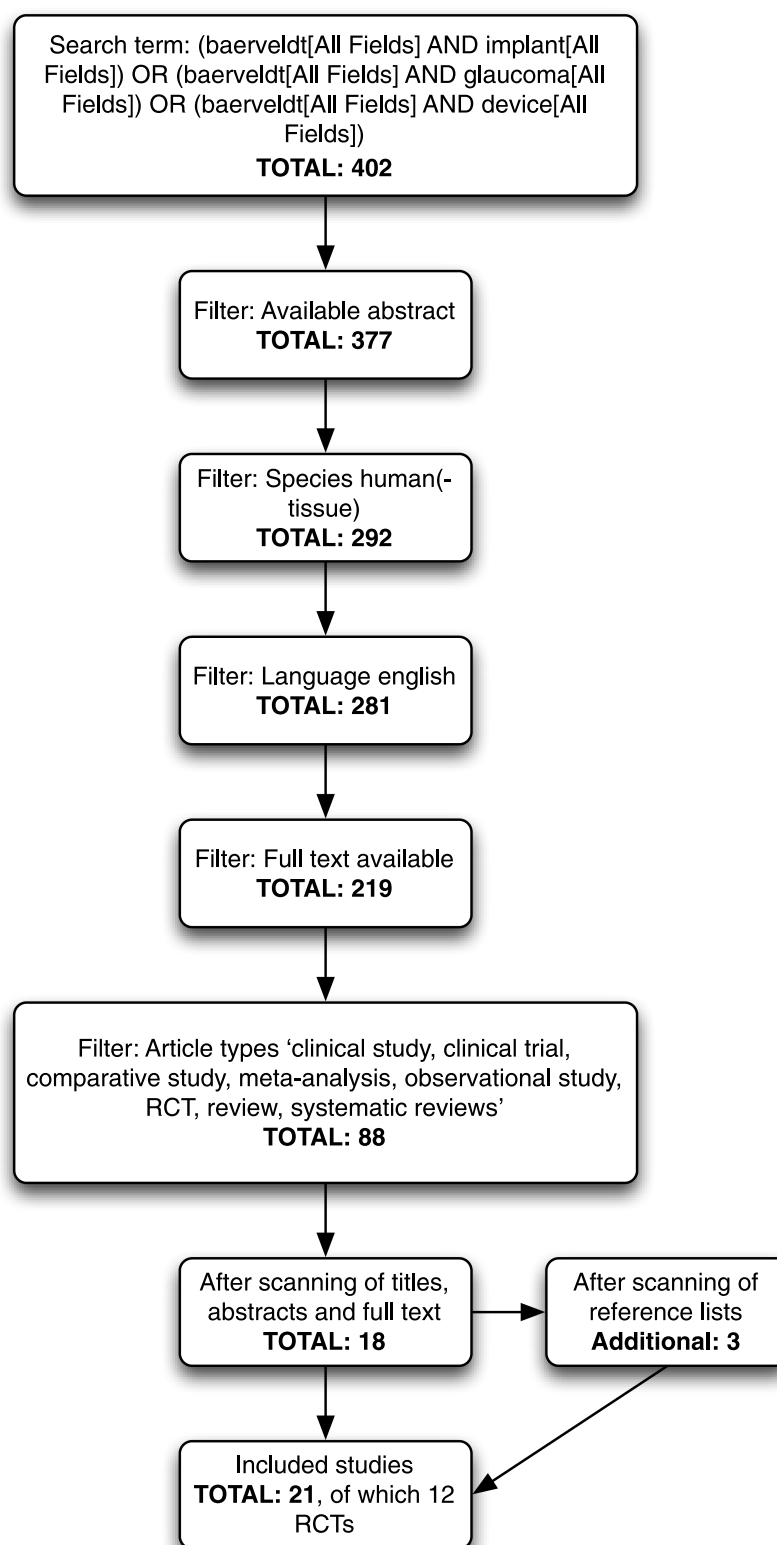 Search term: (baerveldt[All Fields] AND implant[All
Fields]) OR (baerveldt[All Fields] AND glaucoma[All
Fields]) OR (baerveldt[All Fields] AND device[All
Fields])
TOTAL: 402
Filter: Available abstract
TOTAL: 377
Filter: Species human(-
tissue)
TOTAL: 292
Filter: Language english
TOTAL: 281
Filter: Full text available
TOTAL: 219
Filter: Article types ‘clinical study, clinical trial,
comparative study, meta-analysis, observational study,
RCT, review, systematic reviews’
TOTAL: 88
After scanning of titles,
abstracts and full text
TOTAL: 18
After scanning of
reference lists
Additional: 3
Included studies
TOTAL: 21, of which 12
RCTs